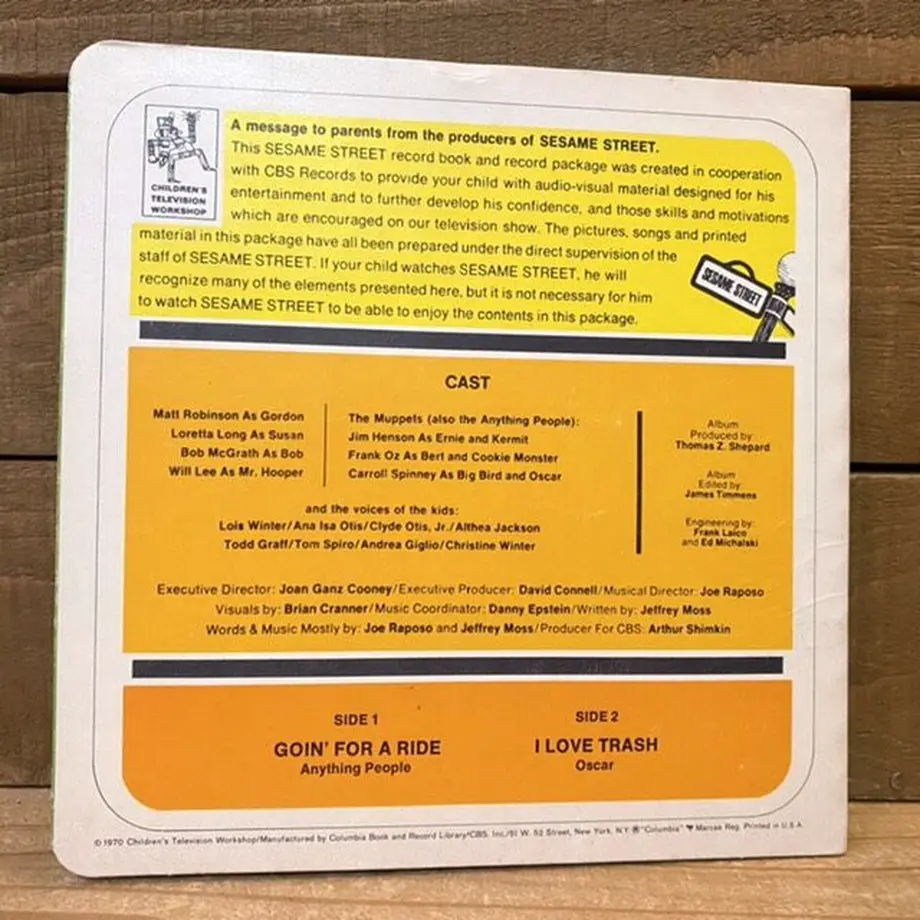 CHILDREN'S
TELEVISION
WORKSHOP
A message to parents from the producers of SESAME STREET.
This SESAME STREET record book and record package was created in cooperation
with CBS Records to provide your child with audio-visual material designed for his
entertainment and to further develop his confidence, and those skills and motivations
which are encouraged on our television show. The pictures, songs and printed
material in this package have all been prepared under the direct supervision of the
staff of SESAME STREET. If your child watches SESAME STREET, he will
recognize many of the elements presented here, but it is not necessary for him
to watch SESAME STREET to be able to enjoy the contents in this package.
SESAME STREET
CAST
Matt Robinson As Gordon
Loretta Long As Susan
Bob McGrath As Bob
Will Lee As Mr. Hooper
The Muppets (also the Anything People):
Jim Henson As Ernie and Kermit
Frank Oz As Bert and Cookie Monster
Carroll Spinney As Big Bird and Oscar
and the voices of the kids:
Lois Winter/Ana Isa Otis/Clyde Otis, Jr./Althea Jackson
Todd Graff/Tom Spiro/Andrea Giglio/Christine Winter
Album
Produced by:
Thomas Z. Shepard
Album
Edited by:
James Timmens
Engineering by:
Frank Laico
and Ed Michalski
Executive Director: Joan Ganz Cooney/Executive Producer: David Connell/Musical Director: Joe Raposo
Visuals by: Brian Cranner/Music Coordinator: Danny Epstein/Written by: Jeffrey Moss
Words & Music Mostly by: Joe Raposo and Jeffrey Moss/Producer For CBS: Arthur Shimkin
SIDE 1
GOIN' FOR A RIDE
Anything People
SIDE 2
I LOVE TRASH
Oscar
© 1970 Children's Television Workshop/Manufactured by Columbia Book and Record Library/CBS, Inc./51 W. 52 Street, New York, N.Y. ® "Columbia" Marcas Reg. Printed in U.S.A.